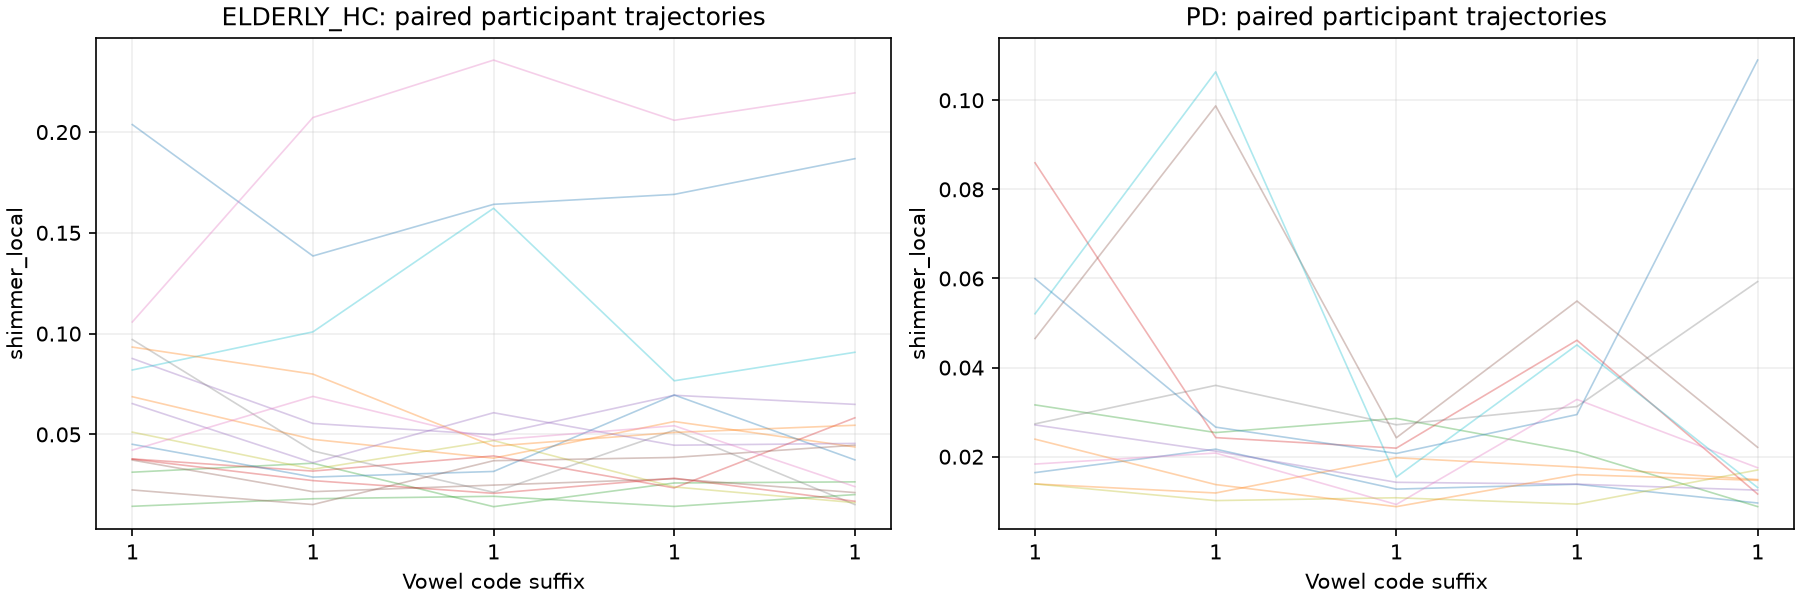 ELDERLY_HC: paired participant trajectories
shimmer_local
0.20
0.15
0.10
0.05
1 1 1 1 1
Vowel code suffix
PD: paired participant trajectories
shimmer_local
0.10
0.08
0.06
0.04
0.02
1 1 1 1 1
Vowel code suffix